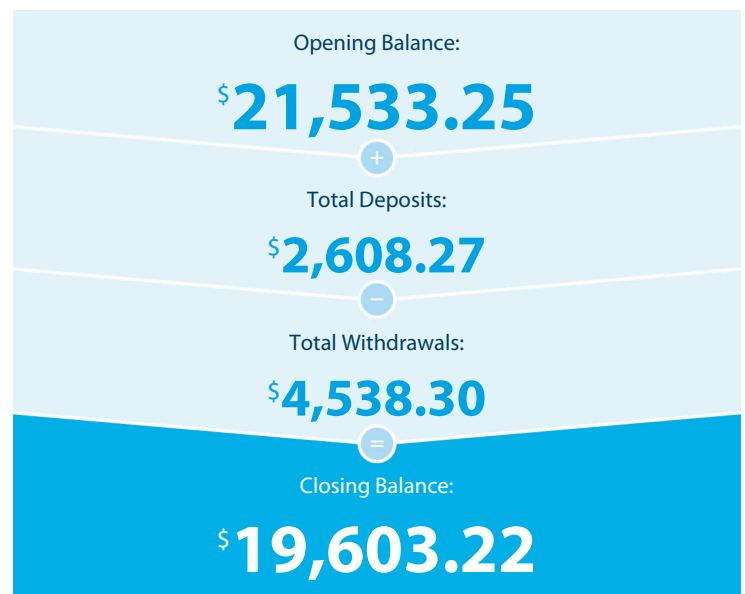 Opening Balance:
$21,533.25
+
Total Deposits:
$2,608.27
−
Total Withdrawals:
$4,538.30
=
Closing Balance:
$19,603.22